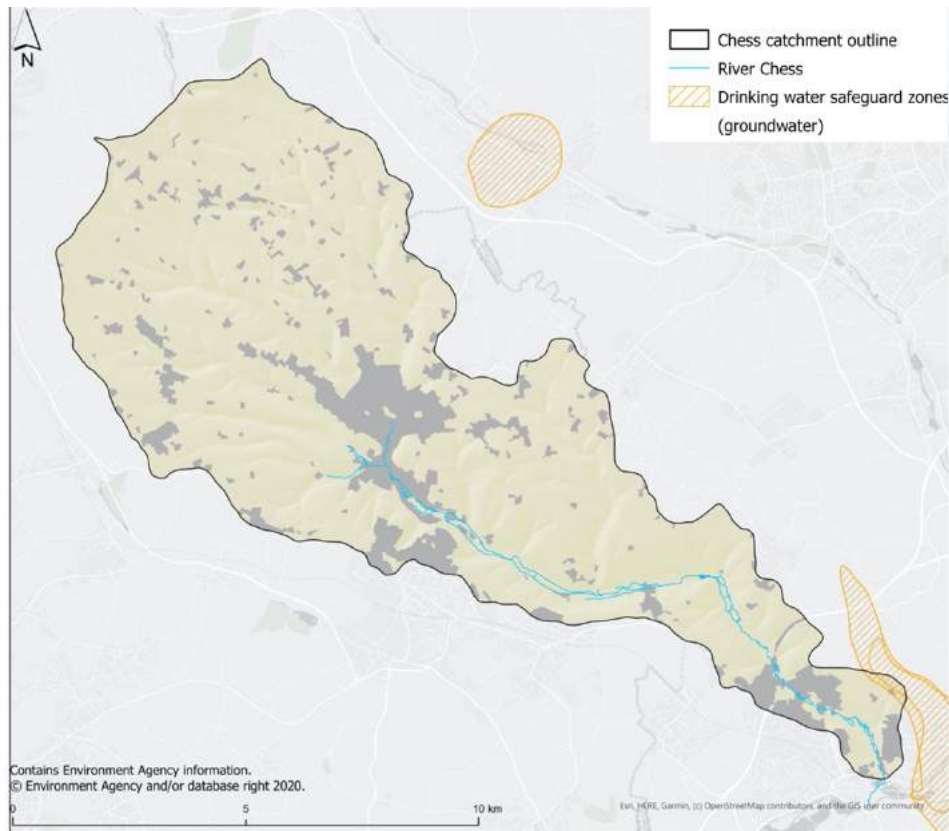 N
Chess catchment outline
River Chess
Drinking water safeguard zones
(groundwater)
Contains Environment Agency information.
© Environment Agency and/or database right 2020.
0 5 10 km
Esri, HERE, Garmin, (c) OpenStreetMap contributors, and the GIS user community